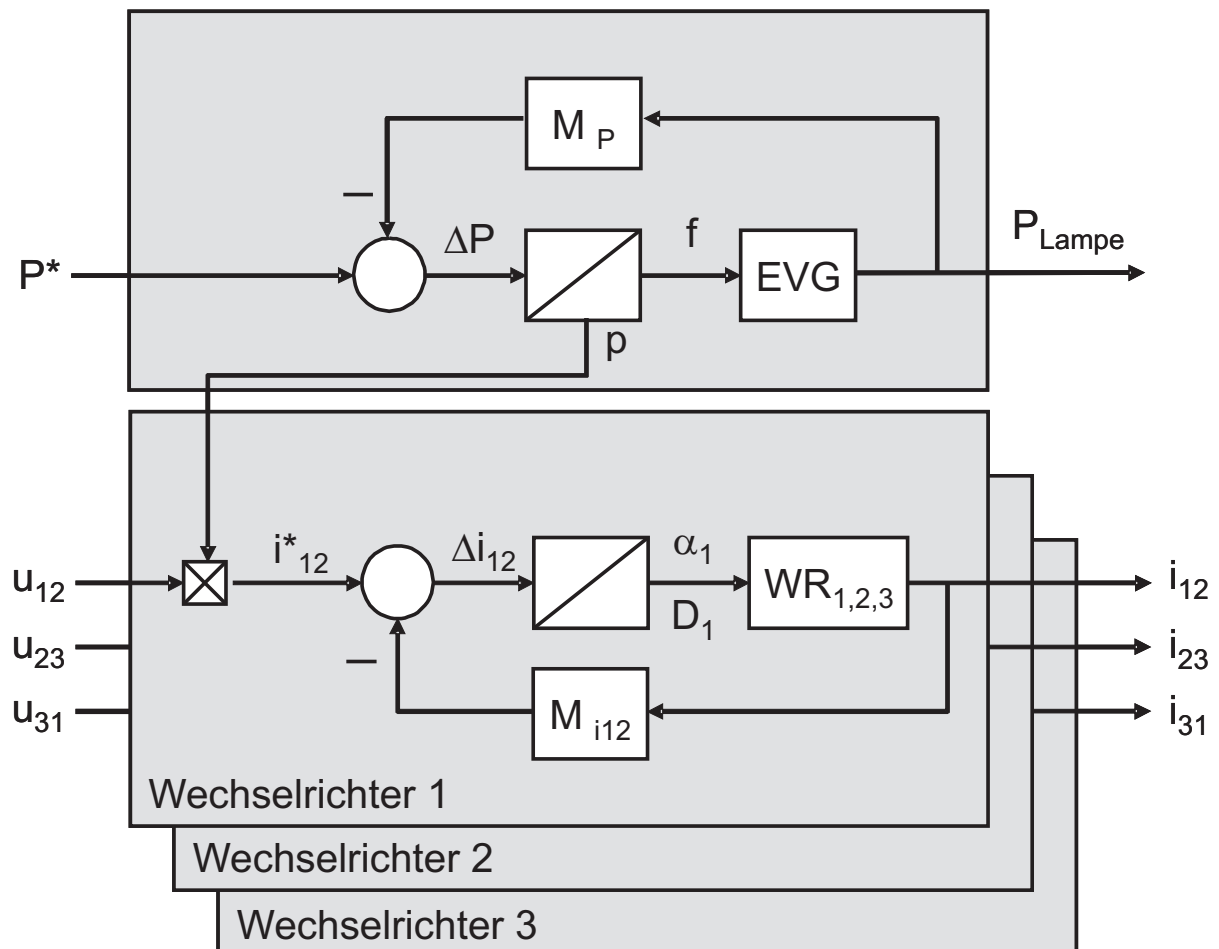 M P
−
ΔP
f
P*
EVG
P Lampe
p
u12
i*12
Δi12
α1
D1
WR1,2,3
i12
u23
−
i23
u31
M i12
i31
Wechselrichter 1
Wechselrichter 2
Wechselrichter 3